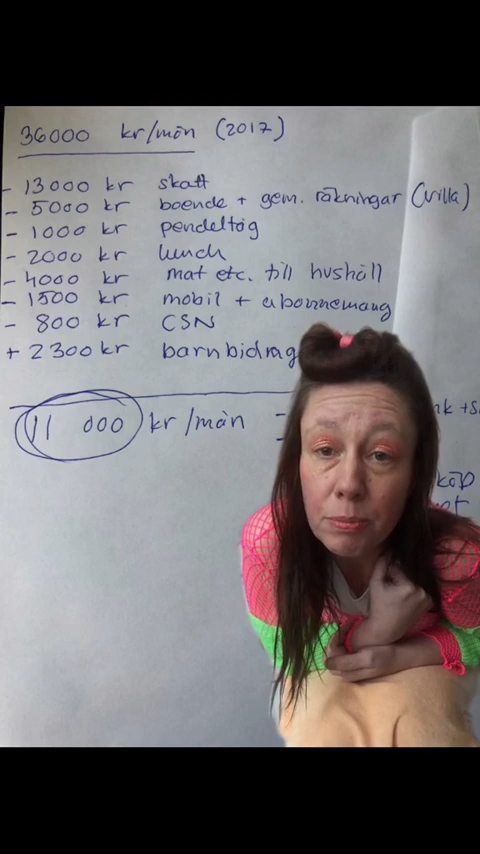 36000 kr/mån (2017)
- 13000 kr skatt
- 5000 kr boende + gem. räkningar (villa)
- 1000 kr pendeltåg
- 2000 kr lunch
- 4000 kr mat etc. till hushåll
- 1500 kr mobil + abonnemang
- 800 kr CSN
+ 2300 kr barnbidrag
11 000 kr/mån =